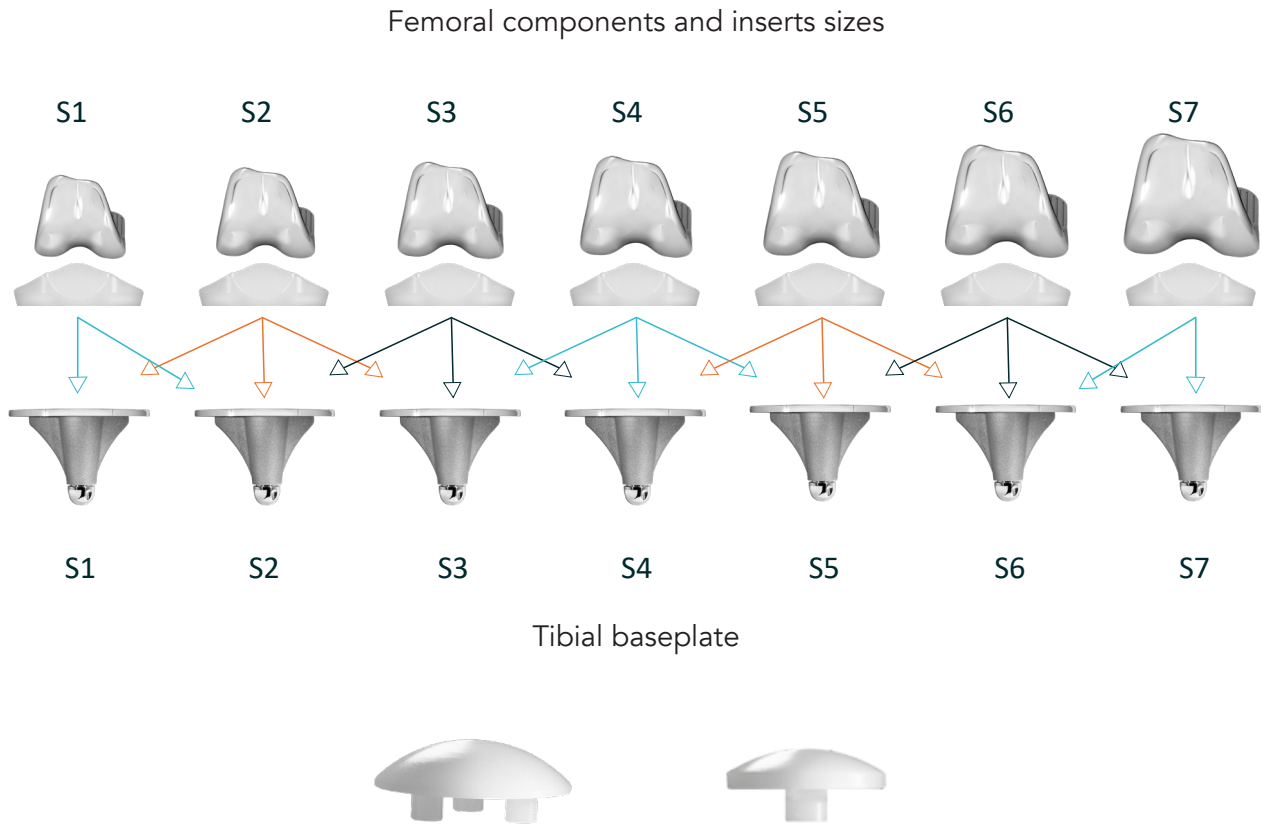 Femoral components and inserts sizes
S1 S2 S3 S4 S5 S6 S7
S1 S2 S3 S4 S5 S6 S7
Tibial baseplate